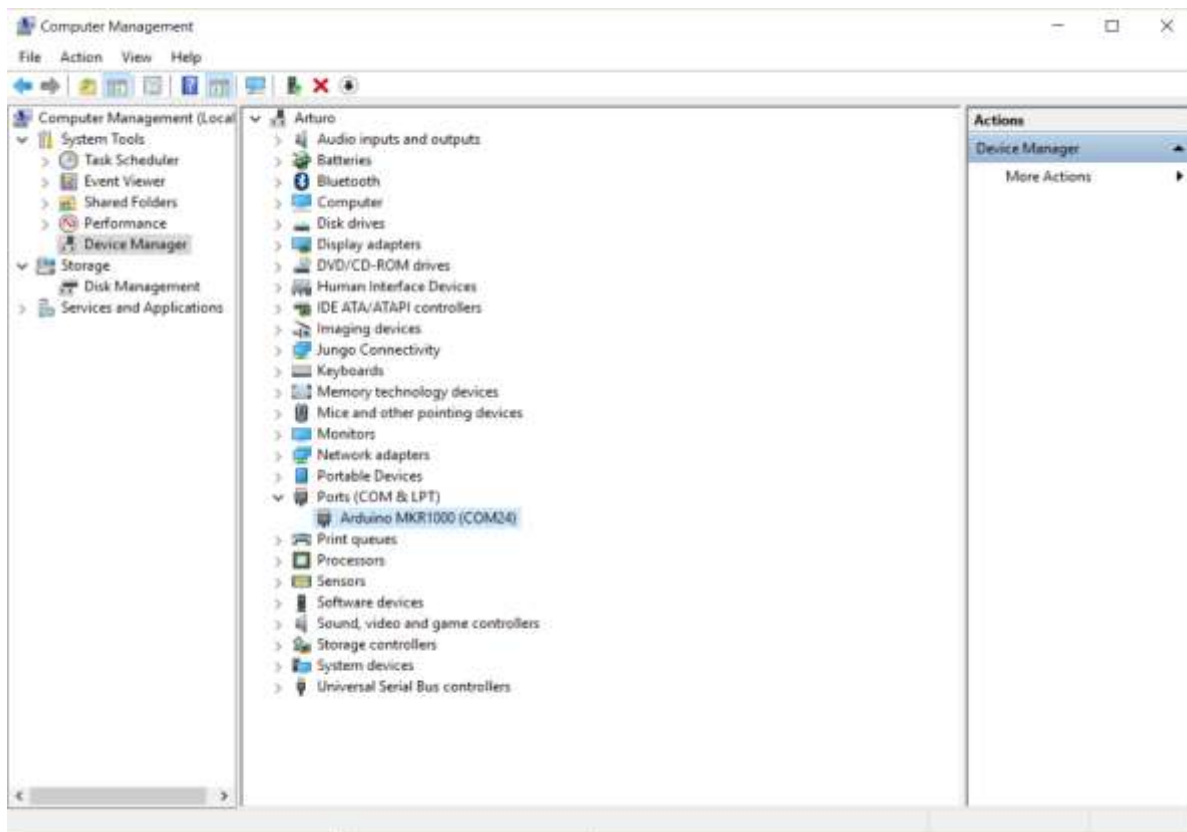 Computer Management
File Action View Help
Computer Management (Local
System Tools
Task Scheduler
Event Viewer
Shared Folders
Performance
Device Manager
Storage
Disk Management
Services and Applications
Arturo
Audio inputs and outputs
Batteries
Bluetooth
Computer
Disk drives
Display adapters
DVD/CD-ROM drives
Human Interface Devices
IDE ATA/ATAPI controllers
Imaging devices
Jungo Connectivity
Keyboards
Memory technology devices
Mice and other pointing devices
Monitors
Network adapters
Portable Devices
Ports (COM & LPT)
Arduino MKR1000 (COM24)
Print queues
Processors
Sensors
Software devices
Sound, video and game controllers
Storage controllers
System devices
Universal Serial Bus controllers
Actions
Device Manager
More Actions